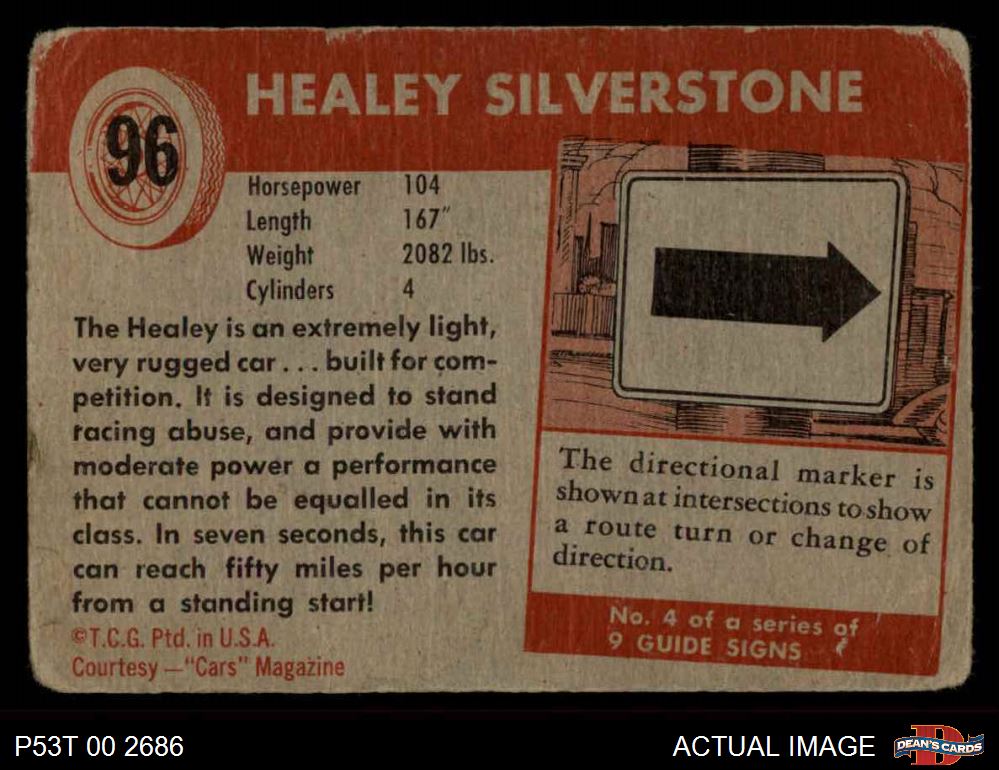 HEALEY SILVERSTONE
96
Horsepower 104
Length 167"
Weight 2082 lbs.
Cylinders 4
The Healey is an extremely light,
very rugged car . . . built for com-
petition. It is designed to stand
racing abuse, and provide with
moderate power a performance
that cannot be equalled in its
class. In seven seconds, this car
can reach fifty miles per hour
from a standing start!
©T.C.G. Ptd. in U.S.A.
Courtesy —"Cars" Magazine
The directional marker is
shown at intersections to show
a route turn or change of
direction.
No. 4 of a series of
9 GUIDE SIGNS
P53T 00 2686
ACTUAL IMAGE
D
DEAN'S CARDS